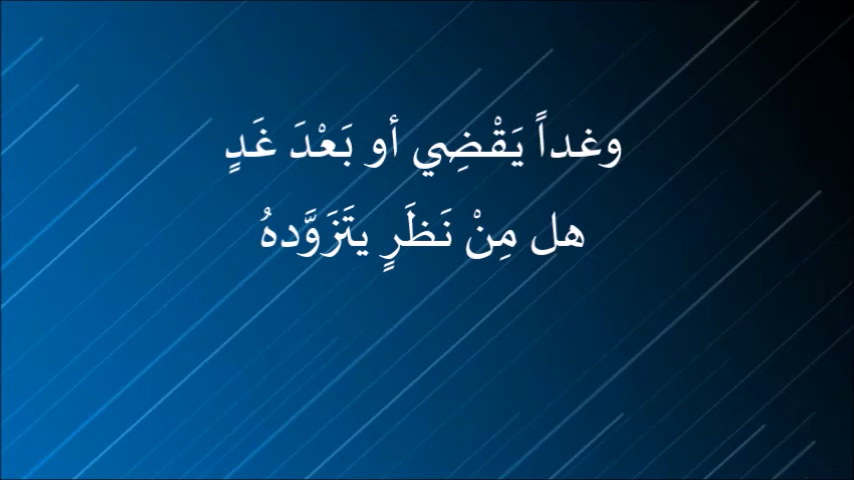 وغداً يَقْضِي أو بَعْدَ غَدٍ
هل مِنْ نَظَرٍ يتَزَوَّدهُ